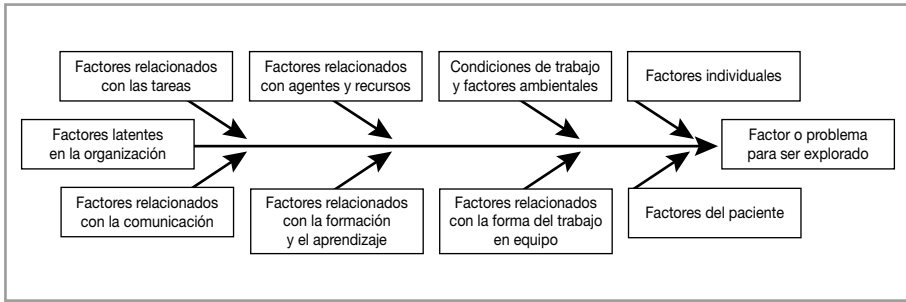 Factores relacionados
con las tareas
Factores relacionados
con agentes y recursos
Condiciones de trabajo
y factores ambientales
Factores individuales
Factores latentes
en la organización
Factor o problema
para ser explorado
Factores relacionados
con la comunicación
Factores relacionados
con la formación
y el aprendizaje
Factores relacionados
con la forma del trabajo
en equipo
Factores del paciente